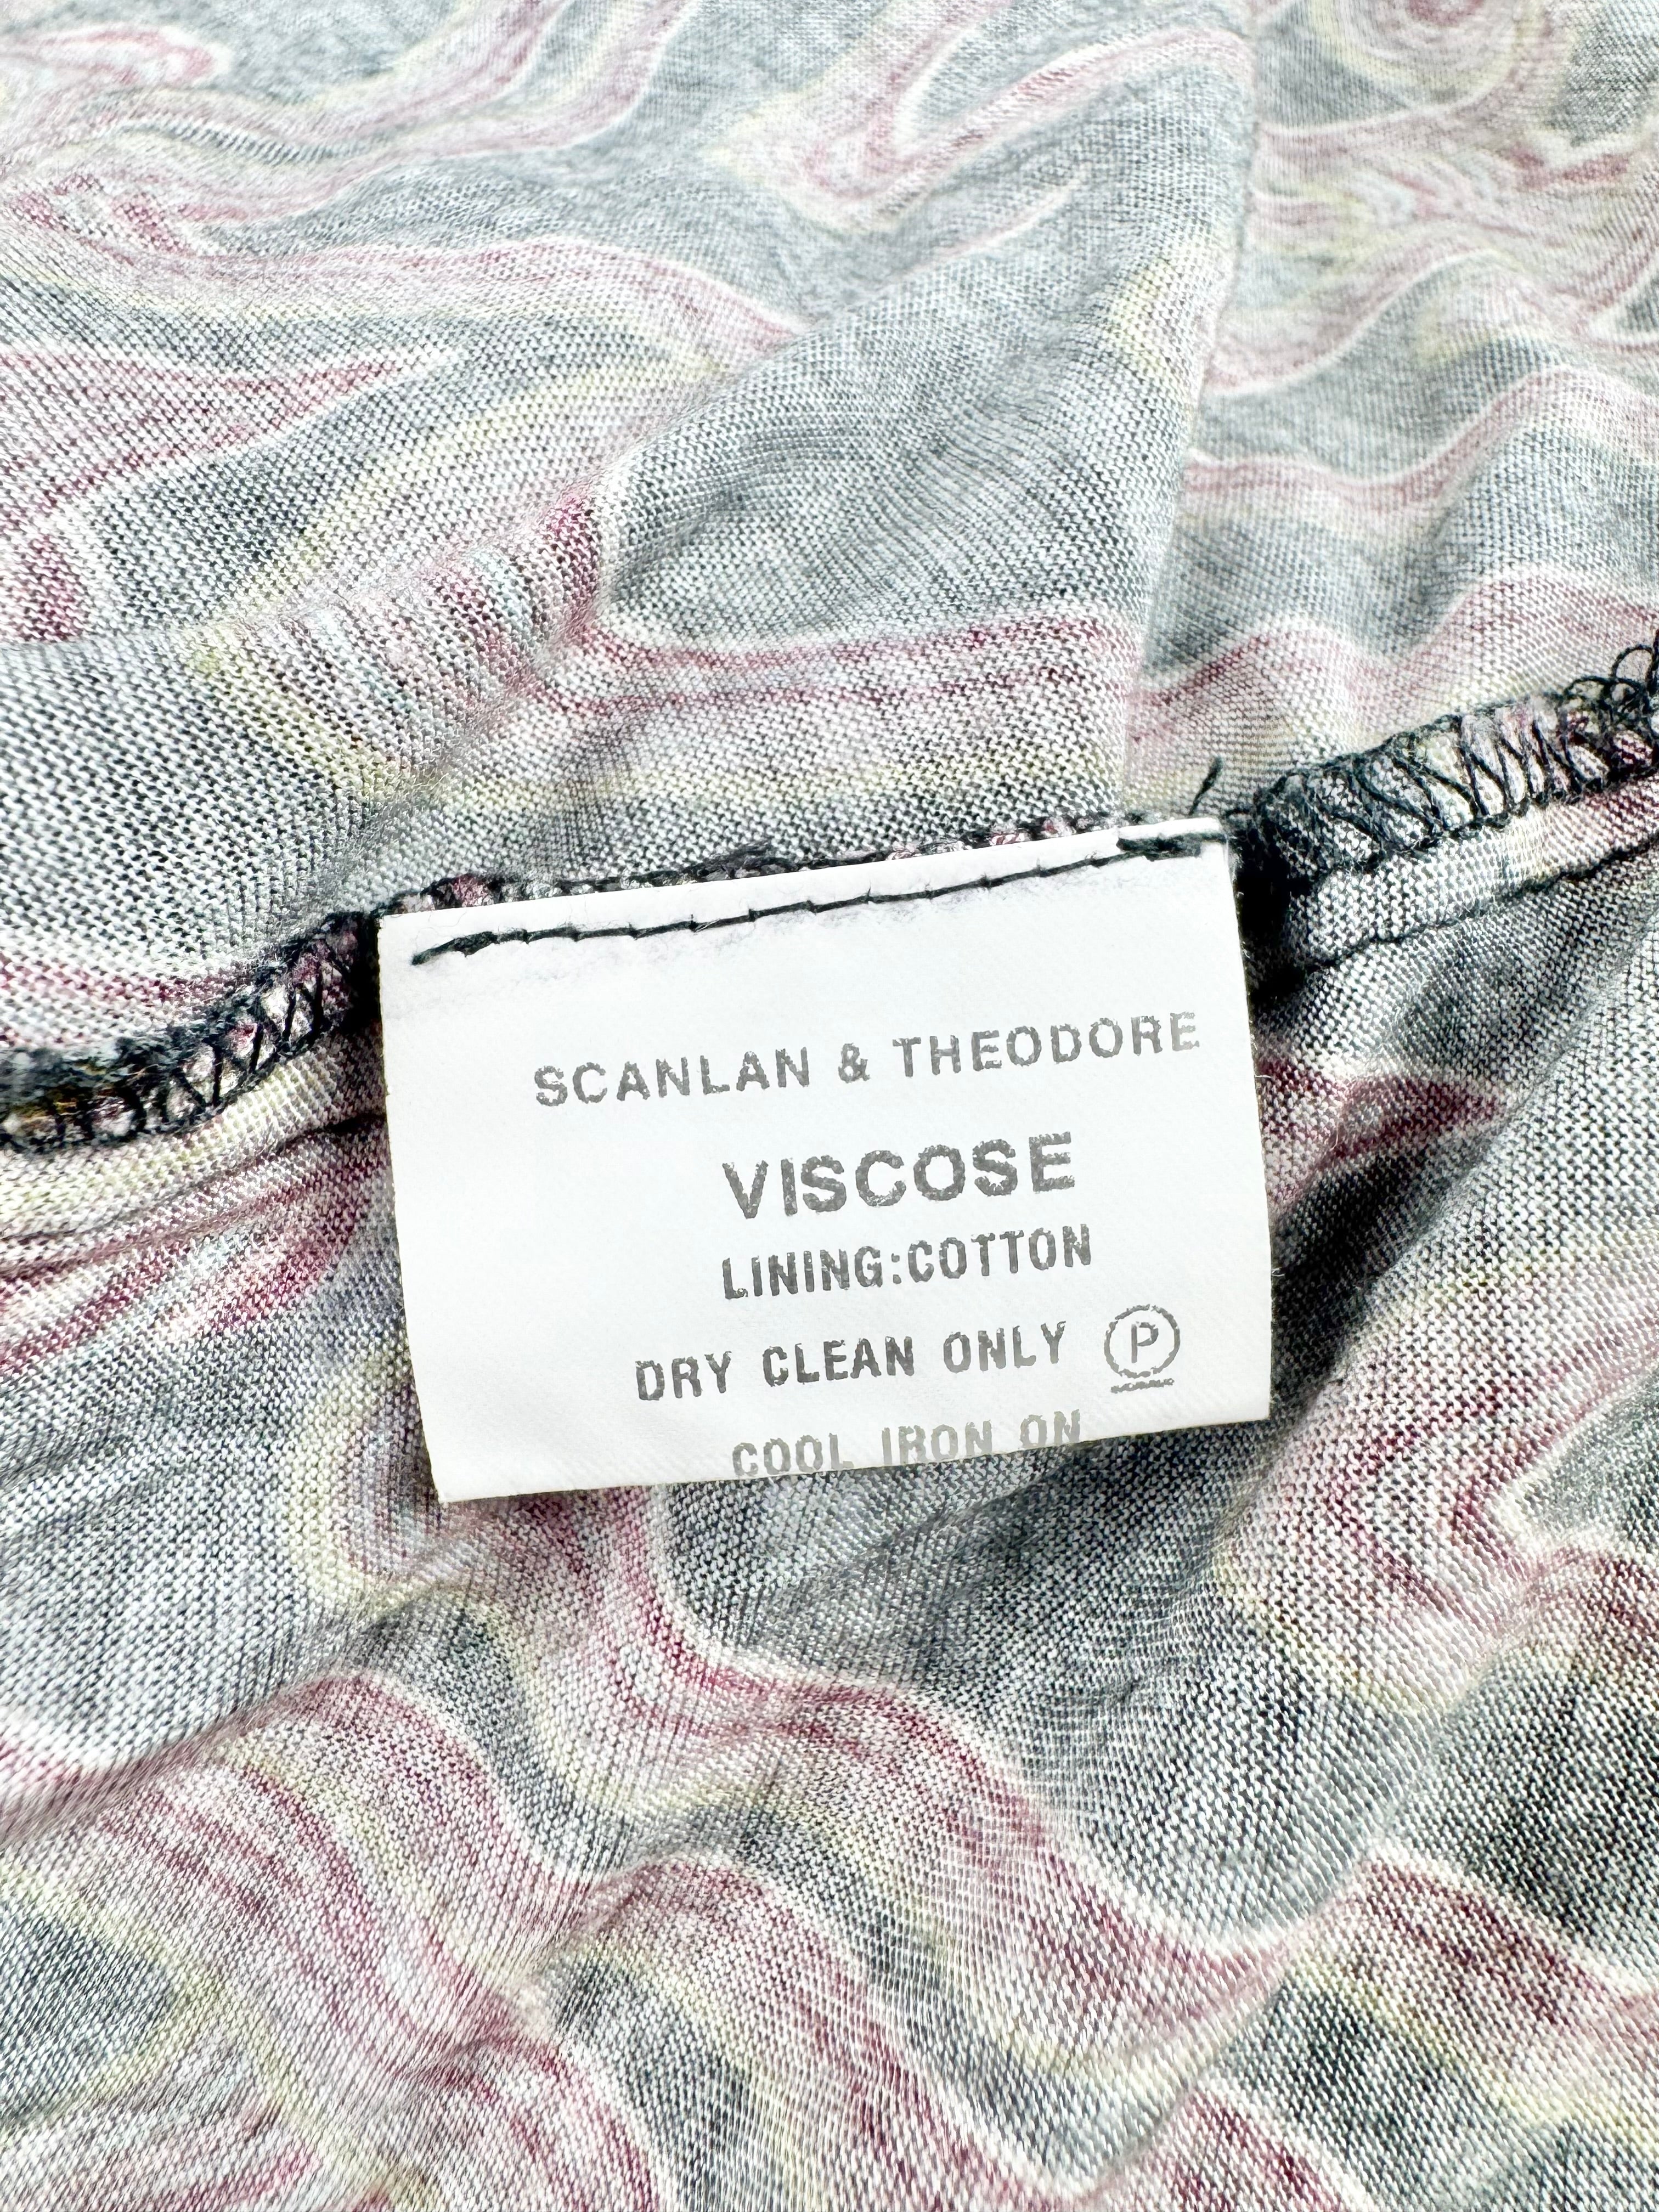 SCANLAN & THEODORE
VISCOSE
LINING:COTTON
DRY CLEAN ONLY Ⓟ
COOL IRON ON